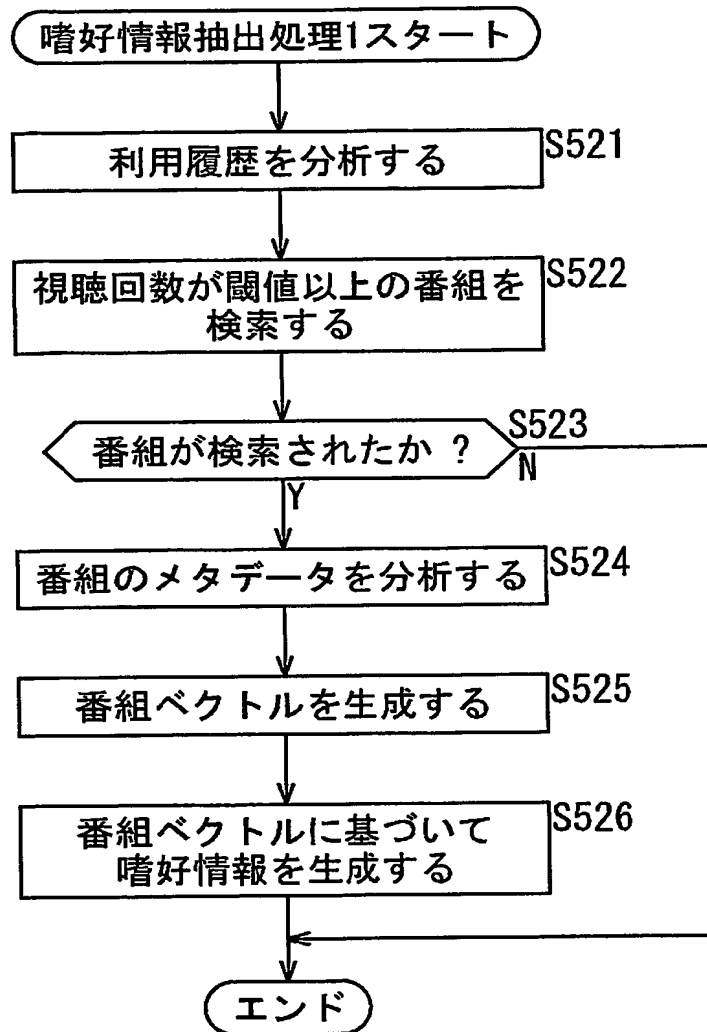 嗜好情報抽出処理1スタート
S521
利用履歴を分析する
S522
視聴回数が閾値以上の番組を
検索する
S523
番組が検索されたか ?
N
Y
S524
番組のメタデータを分析する
S525
番組ベクトルを生成する
S526
番組ベクトルに基づいて
嗜好情報を生成する
エンド